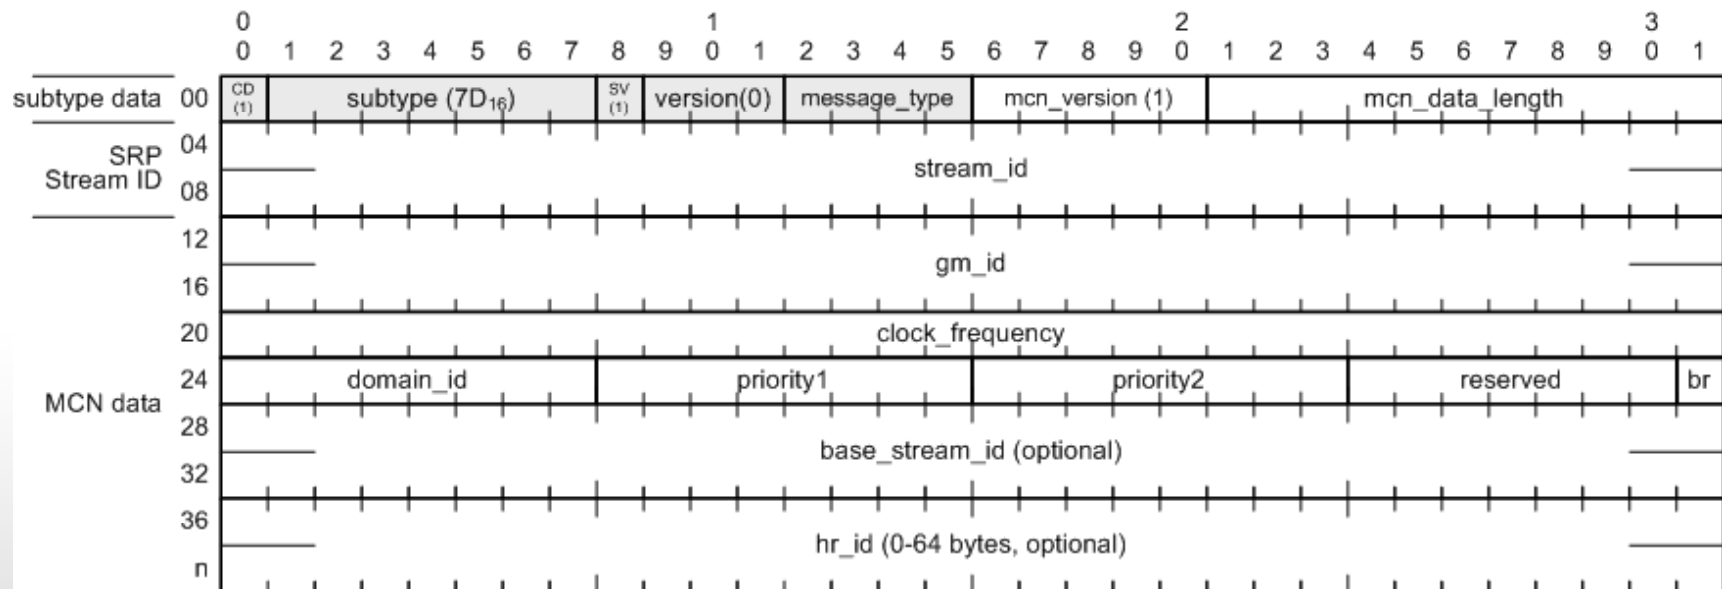 0 1 2 3
0 1 2 3 4 5 6 7 8 9 0 1 2 3 4 5 6 7 8 9 0 1 2 3 4 5 6 7 8 9 0 1
subtype data 00 CD (1) subtype (7D₁₆) SV (1) version(0) message_type mcn_version (1) mcn_data_length
SRP Stream ID 04
stream_id
08
12
gm_id
16
20 clock_frequency
MCN data 24 domain_id priority1 priority2 reserved br
28
base_stream_id (optional)
32
36
hr_id (0-64 bytes, optional)
n